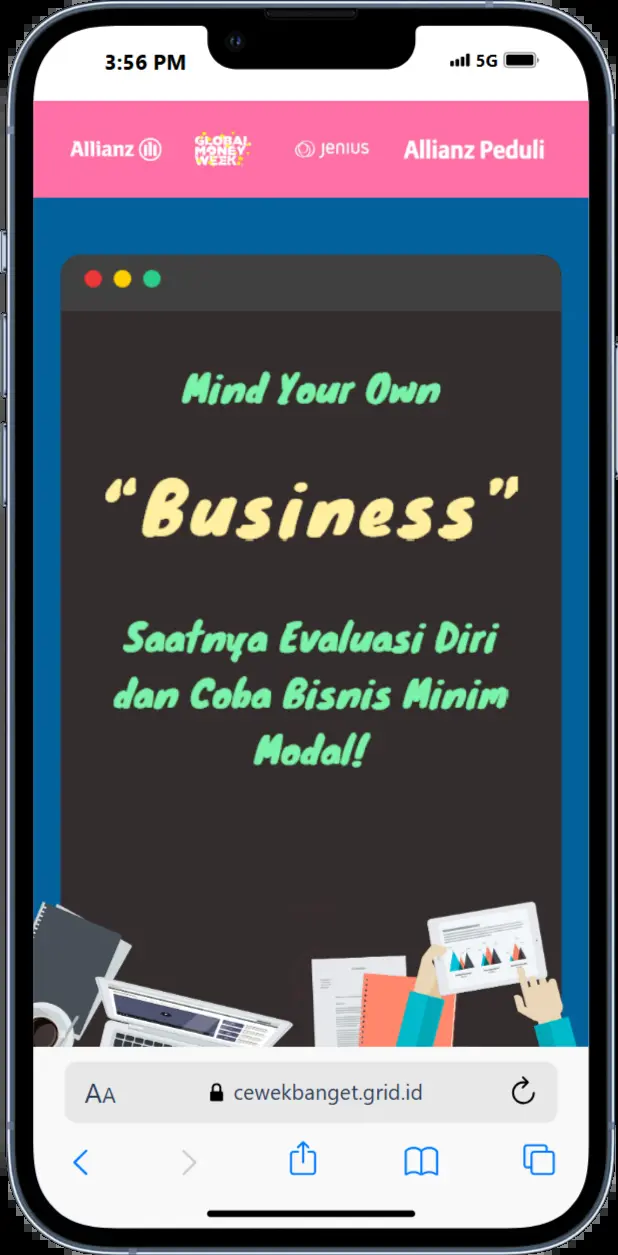 3:56 PM 5G
Allianz GLOBAL MONEY WEEK Jenius Allianz Peduli
Mind Your Own
“Business”
Saatnya Evaluasi Diri
dan Coba Bisnis Minim
Modal!
AA cewekbanget.grid.id